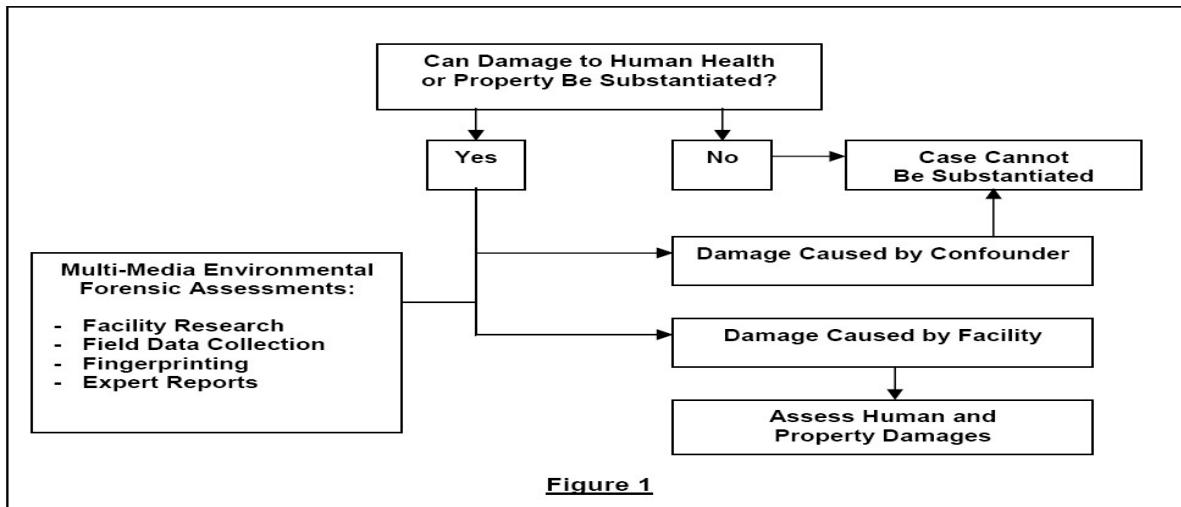 Can Damage to Human Health
or Property Be Substantiated?
Yes
No
Case Cannot
Be Substantiated
Damage Caused by Confounder
Multi-Media Environmental
Forensic Assessments:
- Facility Research
- Field Data Collection
- Fingerprinting
- Expert Reports
Damage Caused by Facility
Assess Human and
Property Damages
Figure 1